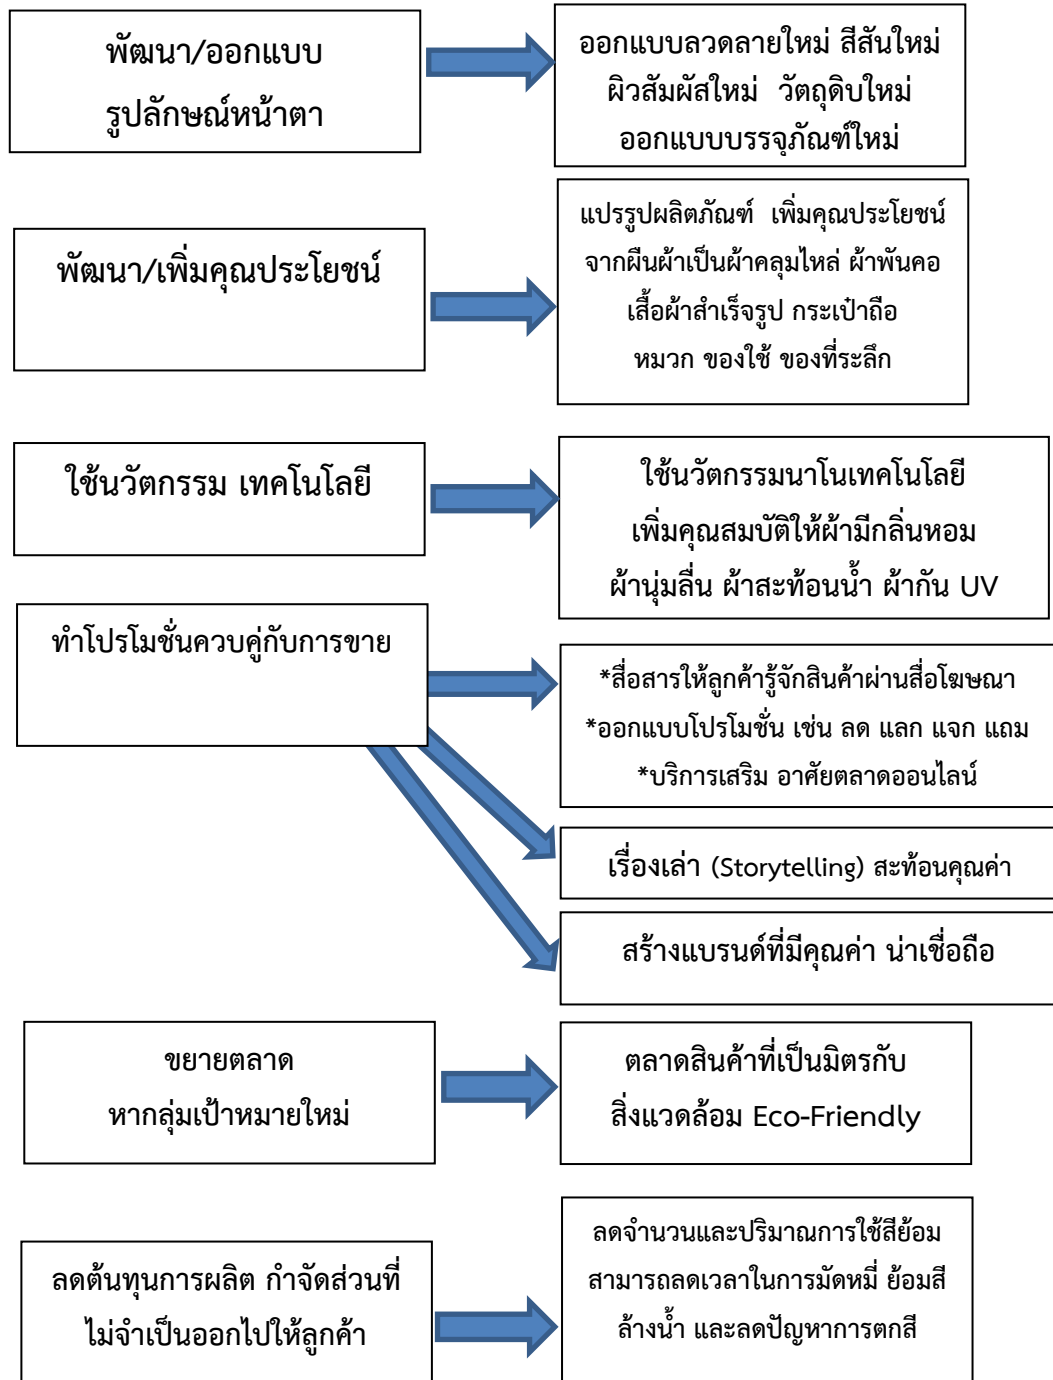 พัฒนา/ออกแบบ
รูปลักษณ์หน้าตา
ออกแบบลวดลายใหม่ สีสันใหม่
ผิวสัมผัสใหม่ วัตถุดิบใหม่
ออกแบบบรรจุภัณฑ์ใหม่
พัฒนา/เพิ่มคุณประโยชน์
แปรรูปผลิตภัณฑ์ เพิ่มคุณประโยชน์
จากผืนผ้าเป็นผ้าคลุมไหล่ ผ้าพันคอ
เสื้อผ้าสำเร็จรูป กระเป๋าถือ
หมวก ของใช้ ของที่ระลึก
ใช้นวัตกรรม เทคโนโลยี
ใช้นวัตกรรมนาโนเทคโนโลยี
เพิ่มคุณสมบัติให้ผ้ามีกลิ่นหอม
ผ้านุ่มลื่น ผ้าสะท้อนน้ำ ผ้ากัน UV
ทำโปรโมชั่นควบคู่กับการขาย
*สื่อสารให้ลูกค้ารู้จักสินค้าผ่านสื่อโฆษณา
*ออกแบบโปรโมชั่น เช่น ลด แลก แจก แถม
*บริการเสริม อาศัยตลาดออนไลน์
เรื่องเล่า (Storytelling) สะท้อนคุณค่า
สร้างแบรนด์ที่มีคุณค่า น่าเชื่อถือ
ขยายตลาด
หากลุ่มเป้าหมายใหม่
ตลาดสินค้าที่เป็นมิตรกับ
สิ่งแวดล้อม Eco-Friendly
ลดต้นทุนการผลิต กำจัดส่วนที่
ไม่จำเป็นออกไปให้ลูกค้า
ลดจำนวนและปริมาณการใช้สีย้อม
สามารถลดเวลาในการมัดหมี่ ย้อมสี
ล้างน้ำ และลดปัญหาการตกสี